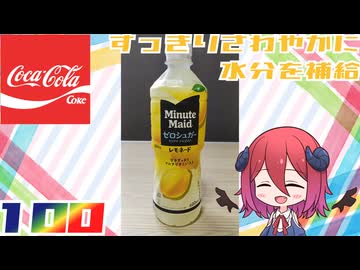 すっきりさわやかに
水分を補給
Coca-Cola
Coke
Minute
Maid
ゼロシュガー
レモネード
100